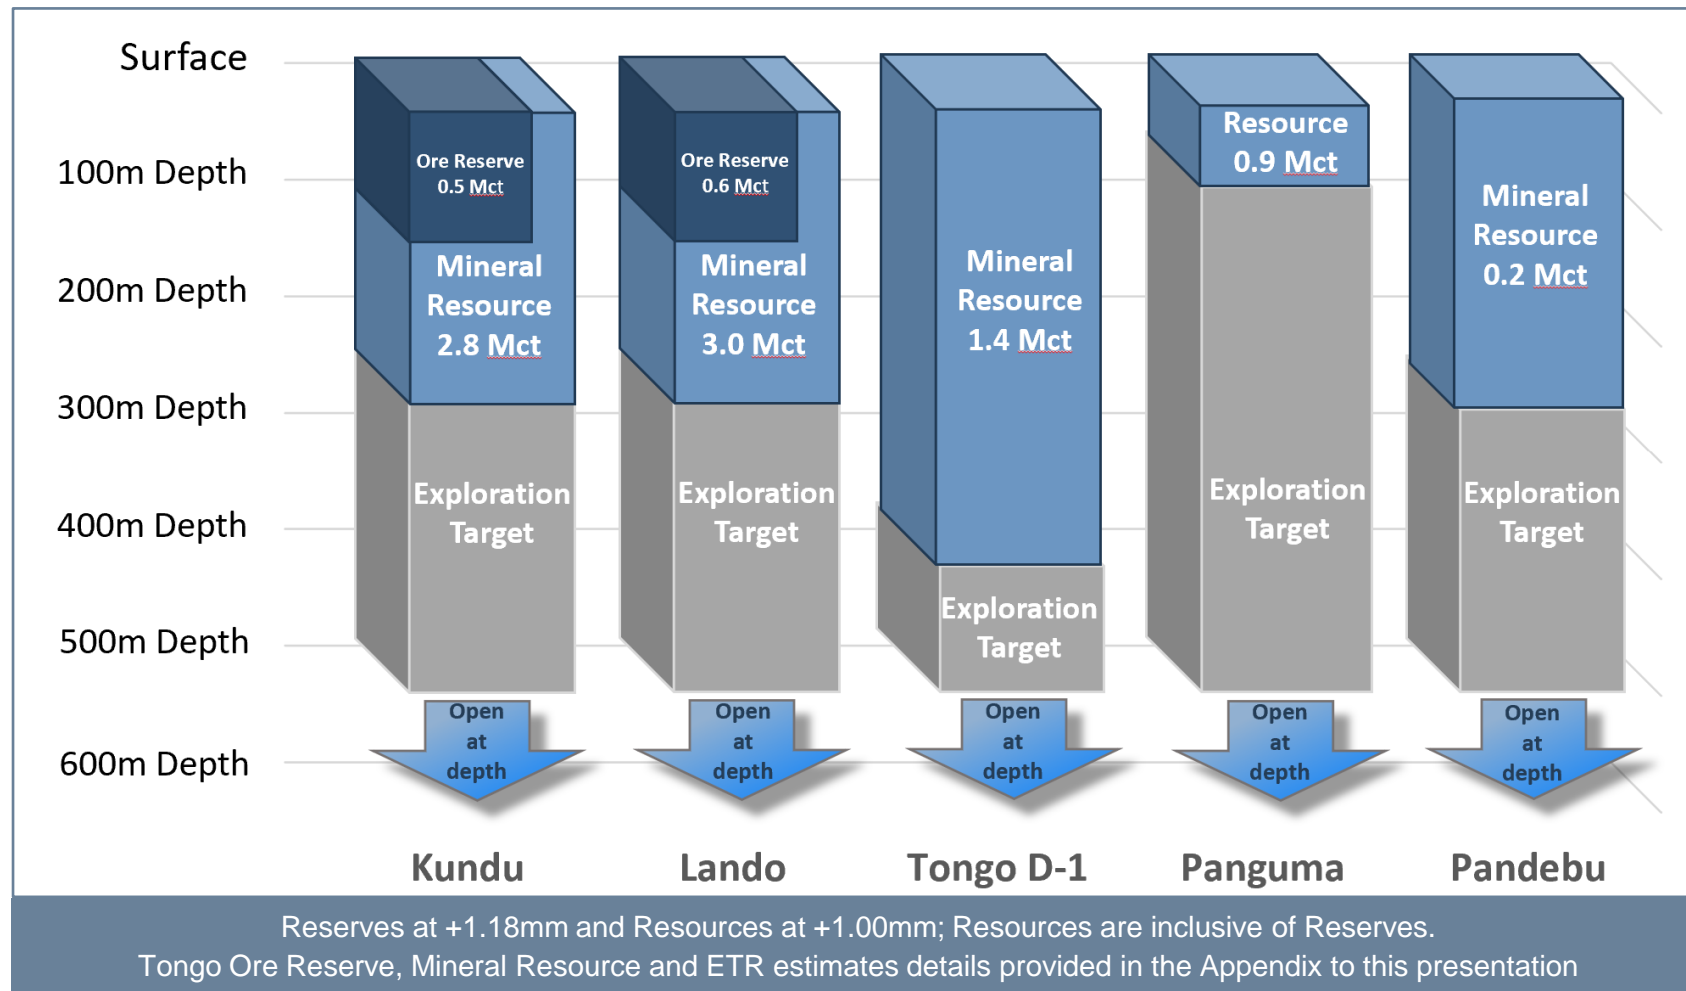 Surface
100m Depth
200m Depth
300m Depth
400m Depth
500m Depth
600m Depth
Ore Reserve
0.5 Mct
Mineral
Resource
2.8 Mct
Exploration
Target
Open
at
depth
Kundu
Ore Reserve
0.6 Mct
Mineral
Resource
3.0 Mct
Exploration
Target
Open
at
depth
Lando
Mineral
Resource
1.4 Mct
Exploration
Target
Open
at
depth
Tongo D-1
Resource
0.9 Mct
Exploration
Target
Open
at
depth
Panguma
Mineral
Resource
0.2 Mct
Exploration
Target
Open
at
depth
Pandebu
Reserves at +1.18mm and Resources at +1.00mm; Resources are inclusive of Reserves.
Tongo Ore Reserve, Mineral Resource and ETR estimates details provided in the Appendix to this presentation